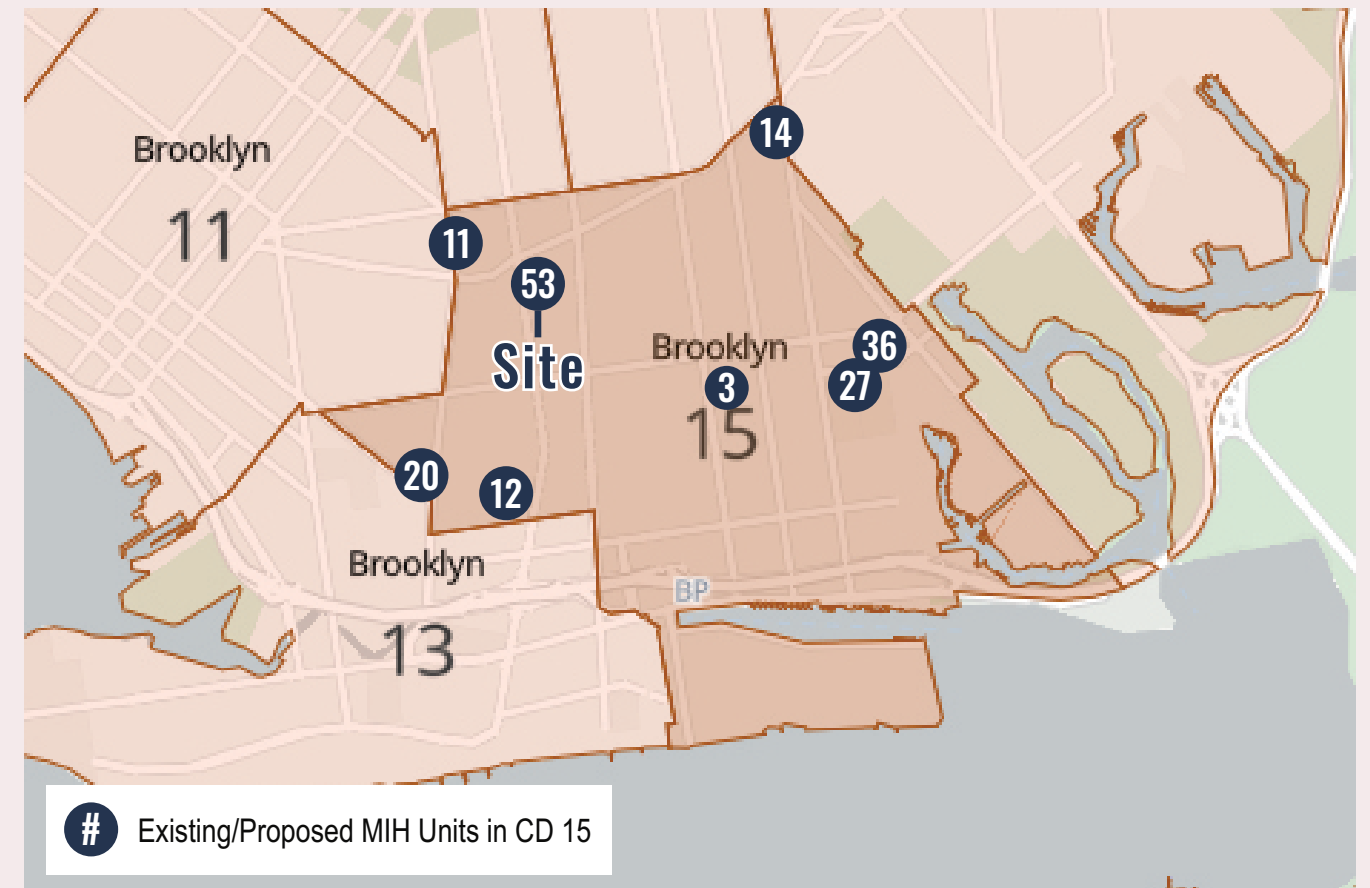 14
Brooklyn
11
11
53
Site
Brooklyn
36
3
27
15
20
12
Brooklyn
BP
13
# Existing/Proposed MIH Units in CD 15